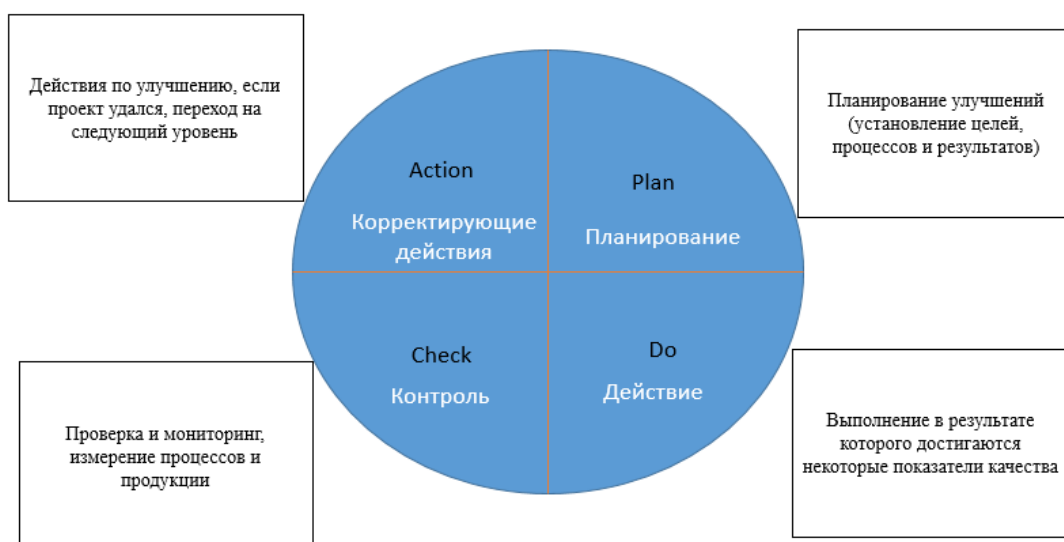 Действия по улучшению, если
проект удался, переход на
следующий уровень
Планирование улучшений
(установление целей,
процессов и результатов)
Action
Корректирующие
действия
Plan
Планирование
Check
Контроль
Do
Действие
Проверка и мониторинг,
измерение процессов и
продукции
Выполнение в результате
которого достигаются
некоторые показатели качества